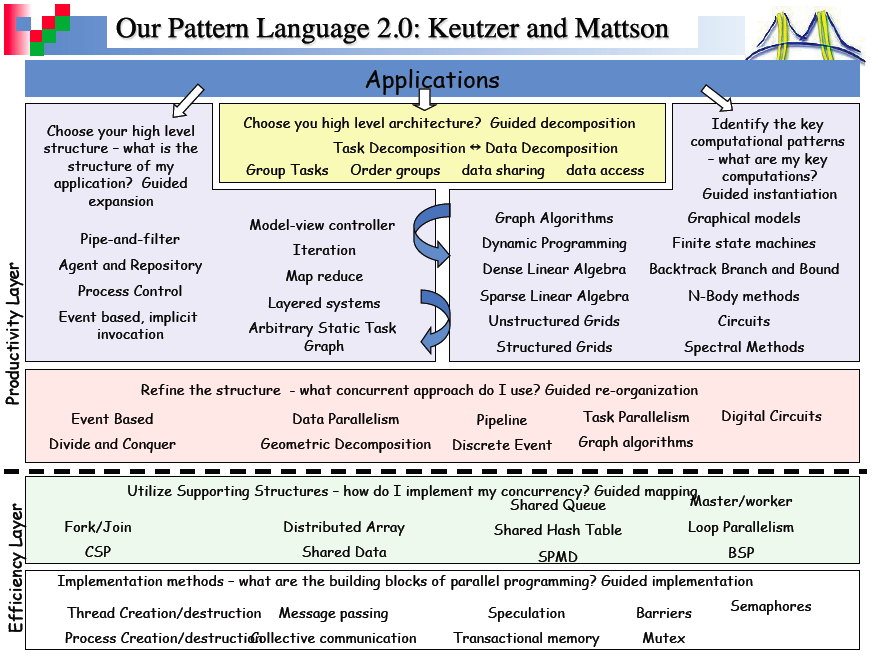 Our Pattern Language 2.0: Keutzer and Mattson
Applications
Choose your high level
structure – what is the
structure of my
application? Guided
expansion
Pipe-and-filter
Agent and Repository
Process Control
Event based, implicit
invocation
Choose you high level architecture? Guided decomposition
Task Decomposition ↔ Data Decomposition
Group Tasks Order groups data sharing data access
Model-view controller
Iteration
Map reduce
Layered systems
Arbitrary Static Task
Graph
Identify the key
computational patterns
– what are my key
computations?
Guided instantiation
Graph Algorithms
Dynamic Programming
Dense Linear Algebra
Sparse Linear Algebra
Unstructured Grids
Structured Grids
Graphical models
Finite state machines
Backtrack Branch and Bound
N-Body methods
Circuits
Spectral Methods
Productivity Layer
Refine the structure - what concurrent approach do I use? Guided re-organization
Event Based
Divide and Conquer
Data Parallelism
Geometric Decomposition
Pipeline
Discrete Event
Task Parallelism
Graph algorithms
Digital Circuits
Efficiency Layer
Utilize Supporting Structures – how do I implement my concurrency? Guided mapping
Fork/Join
CSP
Distributed Array
Shared Data
Shared Queue
Shared Hash Table
SPMD
Master/worker
Loop Parallelism
BSP
Implementation methods – what are the building blocks of parallel programming? Guided implementation
Thread Creation/destruction
Process Creation/destruction
Message passing
Collective communication
Speculation
Transactional memory
Barriers
Mutex
Semaphores